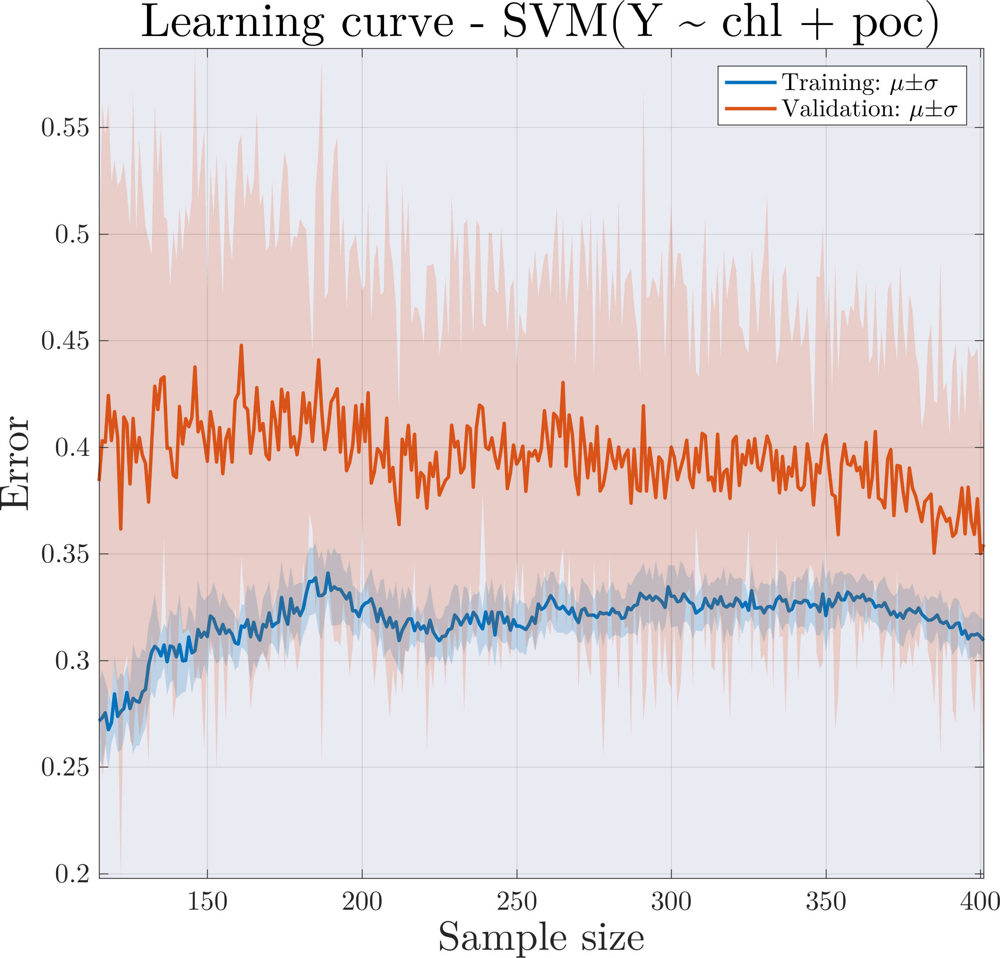 Learning curve - SVM(Y ~ chl + poc)
Training: μ±σ
Validation: μ±σ
0.55
0.5
0.45
0.4
0.35
0.3
0.25
0.2
Error
150 200 250 300 350 400
Sample size